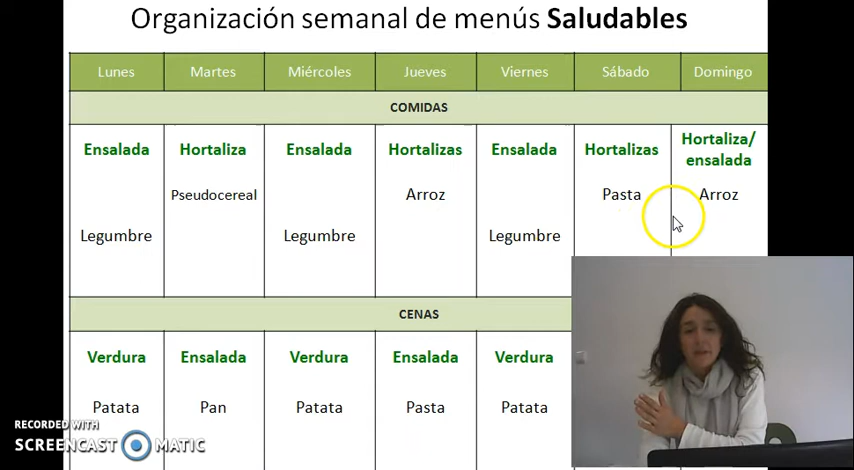 Organización semanal de menús Saludables
Lunes Martes Miércoles Jueves Viernes Sábado Domingo
COMIDAS
Ensalada Hortaliza Ensalada Hortalizas Ensalada Hortalizas Hortaliza/
ensalada
Pseudocereal Arroz Pasta Arroz
Legumbre Legumbre Legumbre
CENAS
Verdura Ensalada Verdura Ensalada Verdura
Patata Pan Patata Pasta Patata
RECORDED WITH
SCREENCAST MATIC